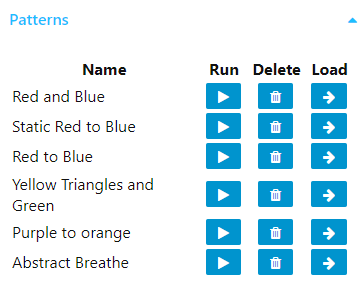 Patterns
Name Run Delete Load
Red and Blue
Static Red to Blue
Red to Blue
Yellow Triangles and
Green
Purple to orange
Abstract Breathe